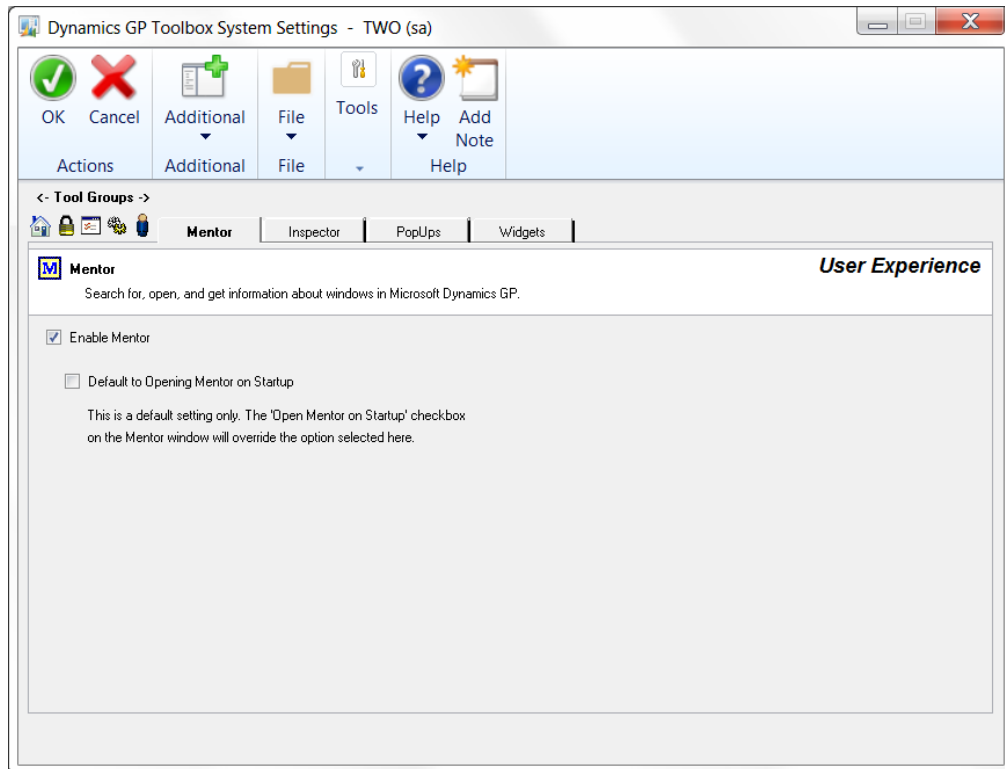 Dynamics GP Toolbox System Settings - TWO (sa)
OK Cancel Additional File Tools Help Add Note
Actions Additional File Help
<- Tool Groups ->
Mentor Inspector PopUps Widgets
M Mentor User Experience
Search for, open, and get information about windows in Microsoft Dynamics GP.
Enable Mentor
Default to Opening Mentor on Startup
This is a default setting only. The 'Open Mentor on Startup' checkbox
on the Mentor window will override the option selected here.